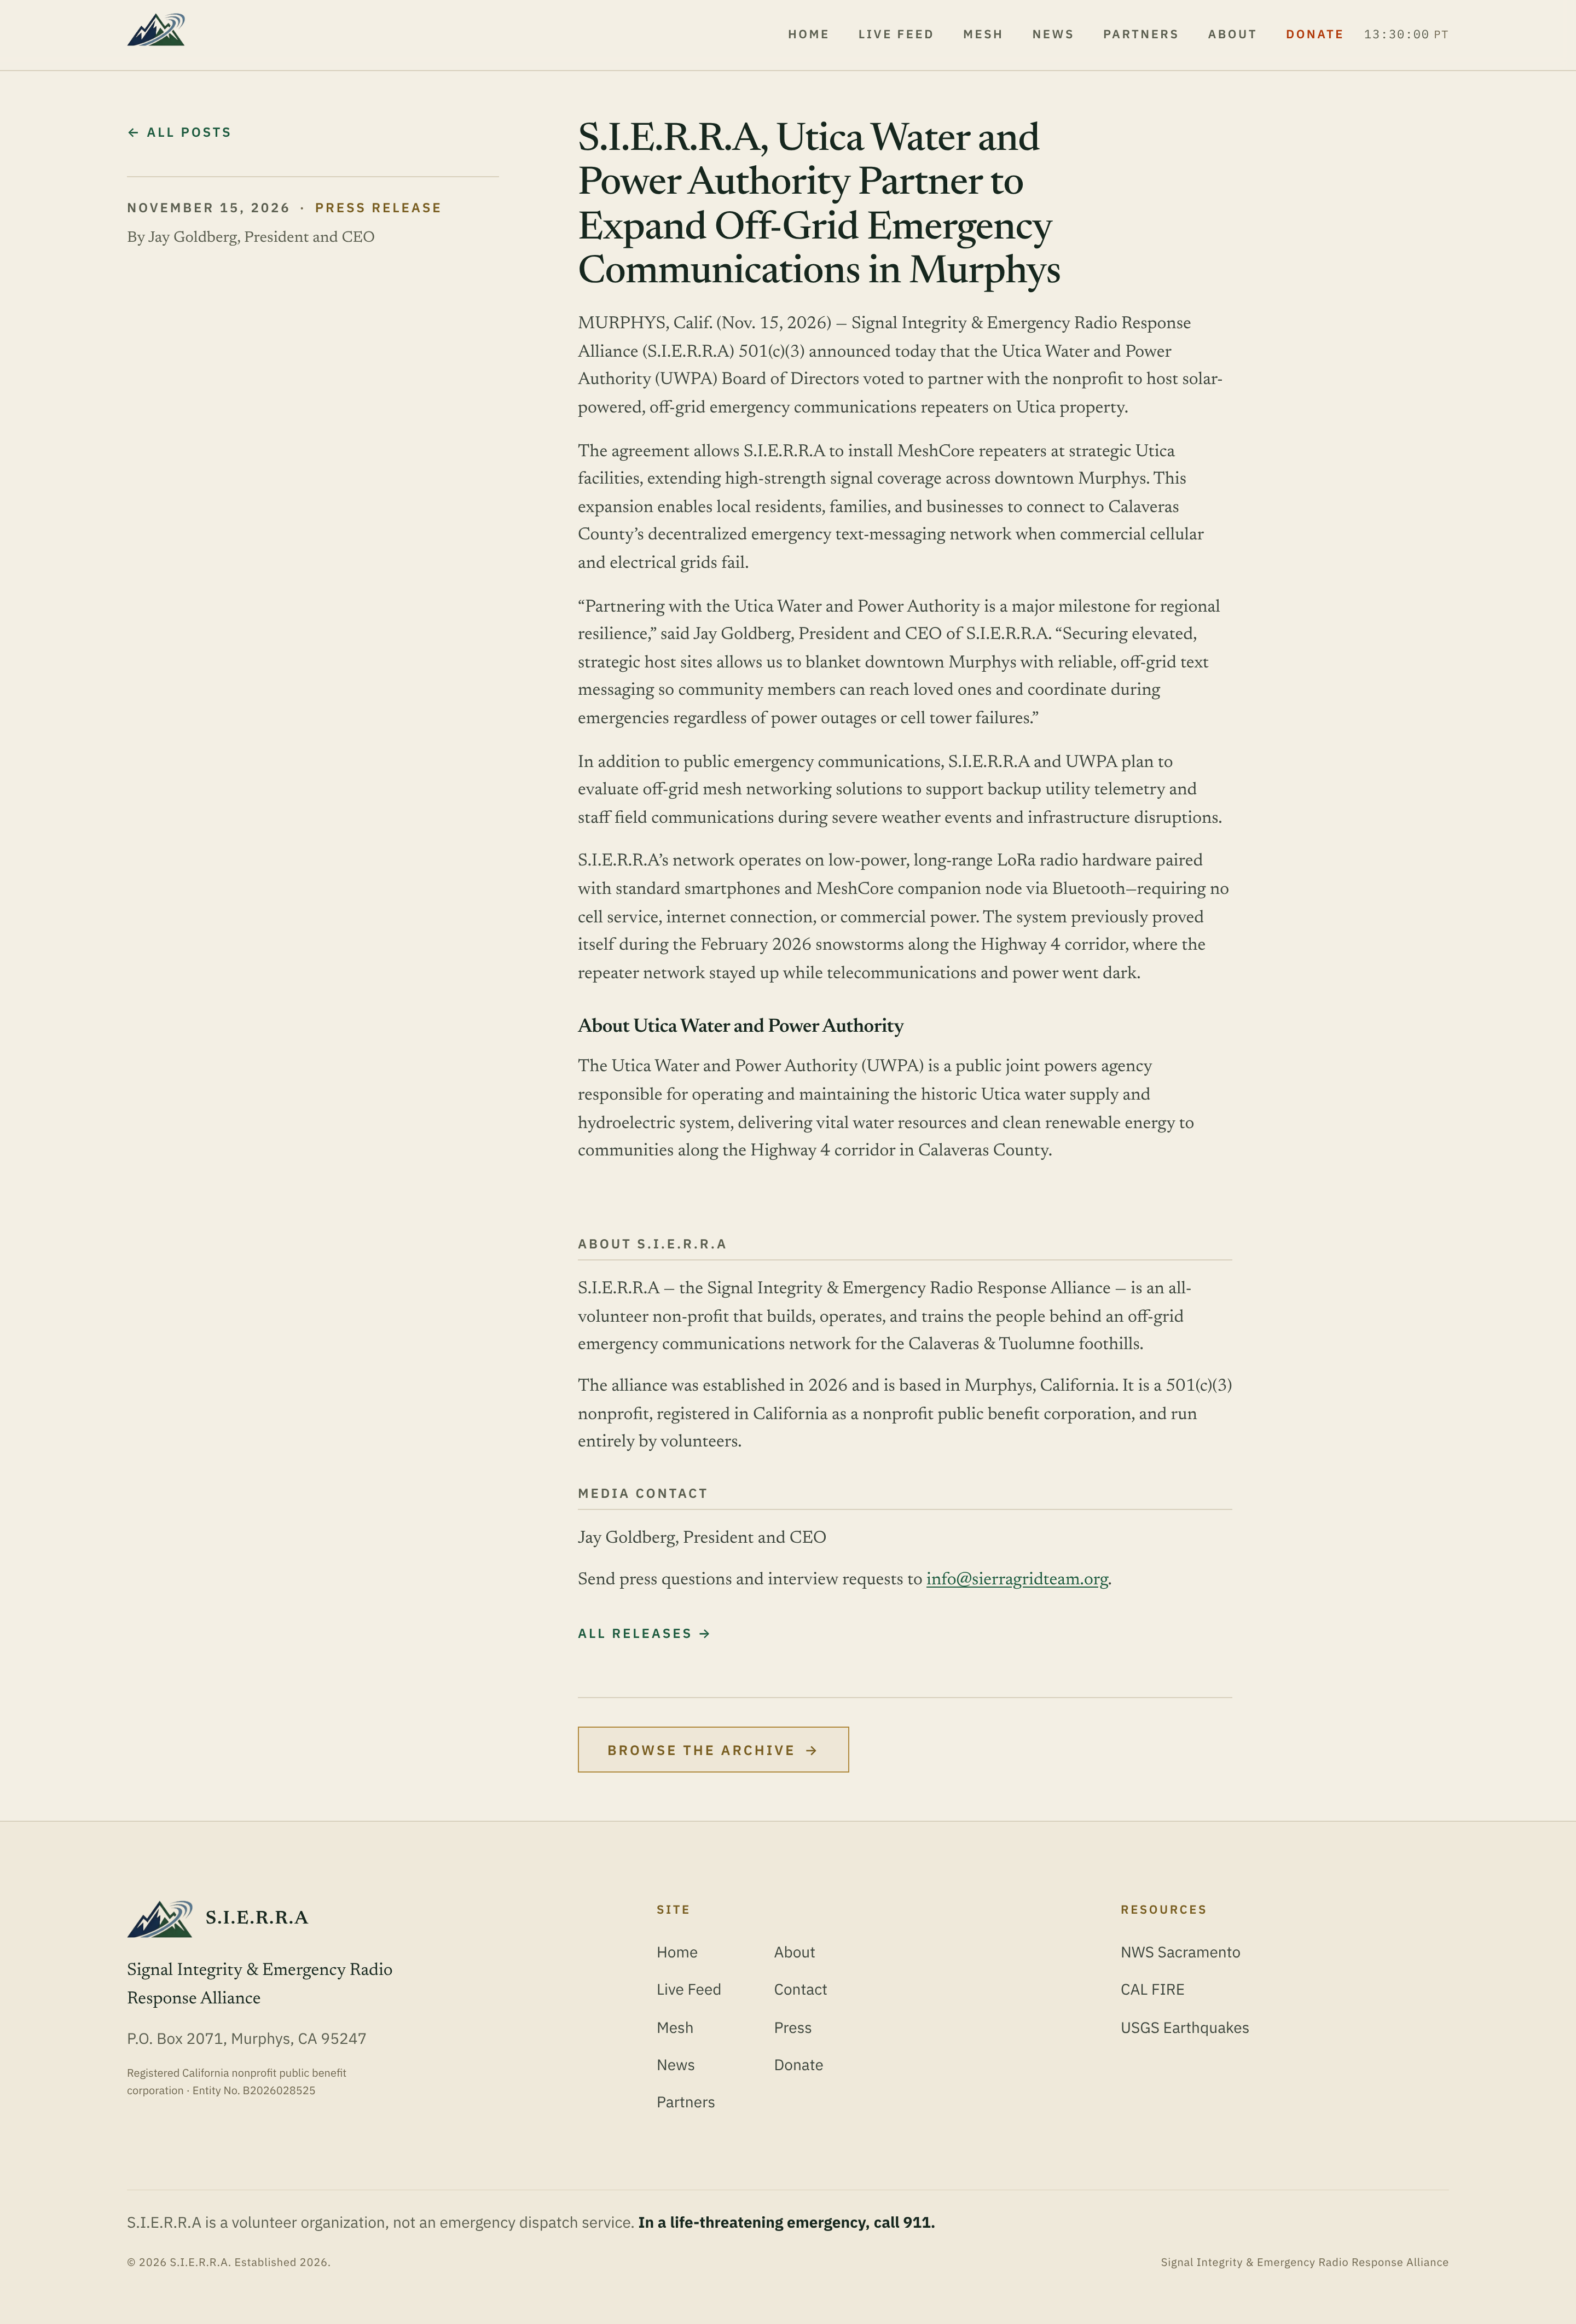 HOME LIVE FEED MESH NEWS PARTNERS ABOUT DONATE 13:30:00 PT
← ALL POSTS
NOVEMBER 15, 2026 · PRESS RELEASE
By Jay Goldberg, President and CEO
S.I.E.R.R.A, Utica Water and
Power Authority Partner to
Expand Off-Grid Emergency
Communications in Murphys
MURPHYS, Calif. (Nov. 15, 2026) — Signal Integrity & Emergency Radio Response
Alliance (S.I.E.R.R.A) 501(c)(3) announced today that the Utica Water and Power
Authority (UWPA) Board of Directors voted to partner with the nonprofit to host solar-
powered, off-grid emergency communications repeaters on Utica property.
The agreement allows S.I.E.R.R.A to install MeshCore repeaters at strategic Utica
facilities, extending high-strength signal coverage across downtown Murphys. This
expansion enables local residents, families, and businesses to connect to Calaveras
County’s decentralized emergency text-messaging network when commercial cellular
and electrical grids fail.
“Partnering with the Utica Water and Power Authority is a major milestone for regional
resilience,” said Jay Goldberg, President and CEO of S.I.E.R.R.A. “Securing elevated,
strategic host sites allows us to blanket downtown Murphys with reliable, off-grid text
messaging so community members can reach loved ones and coordinate during
emergencies regardless of power outages or cell tower failures.”
In addition to public emergency communications, S.I.E.R.R.A and UWPA plan to
evaluate off-grid mesh networking solutions to support backup utility telemetry and
staff field communications during severe weather events and infrastructure disruptions.
S.I.E.R.R.A’s network operates on low-power, long-range LoRa radio hardware paired
with standard smartphones and MeshCore companion node via Bluetooth—requiring no
cell service, internet connection, or commercial power. The system previously proved
itself during the February 2026 snowstorms along the Highway 4 corridor, where the
repeater network stayed up while telecommunications and power went dark.
About Utica Water and Power Authority
The Utica Water and Power Authority (UWPA) is a public joint powers agency
responsible for operating and maintaining the historic Utica water supply and
hydroelectric system, delivering vital water resources and clean renewable energy to
communities along the Highway 4 corridor in Calaveras County.
ABOUT S.I.E.R.R.A
S.I.E.R.R.A — the Signal Integrity & Emergency Radio Response Alliance — is an all-
volunteer non-profit that builds, operates, and trains the people behind an off-grid
emergency communications network for the Calaveras & Tuolumne foothills.
The alliance was established in 2026 and is based in Murphys, California. It is a 501(c)(3)
nonprofit, registered in California as a nonprofit public benefit corporation, and run
entirely by volunteers.
MEDIA CONTACT
Jay Goldberg, President and CEO
Send press questions and interview requests to info@sierragridteam.org.
ALL RELEASES →
BROWSE THE ARCHIVE →
S.I.E.R.R.A
Signal Integrity & Emergency Radio
Response Alliance
P.O. Box 2071, Murphys, CA 95247
Registered California nonprofit public benefit
corporation · Entity No. B2026028525
SITE
Home About
Live Feed Contact
Mesh Press
News Donate
Partners
RESOURCES
NWS Sacramento
CAL FIRE
USGS Earthquakes
S.I.E.R.R.A is a volunteer organization, not an emergency dispatch service. In a life-threatening emergency, call 911.
© 2026 S.I.E.R.R.A. Established 2026. Signal Integrity & Emergency Radio Response Alliance